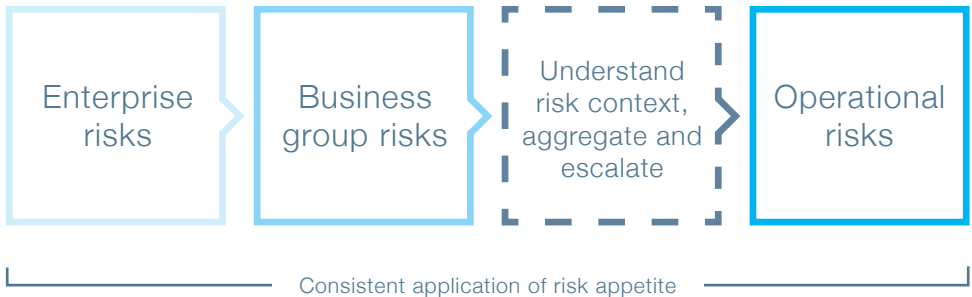 Enterprise
risks
Business
group risks
Understand
risk context,
aggregate and
escalate
Operational
risks
Consistent application of risk appetite